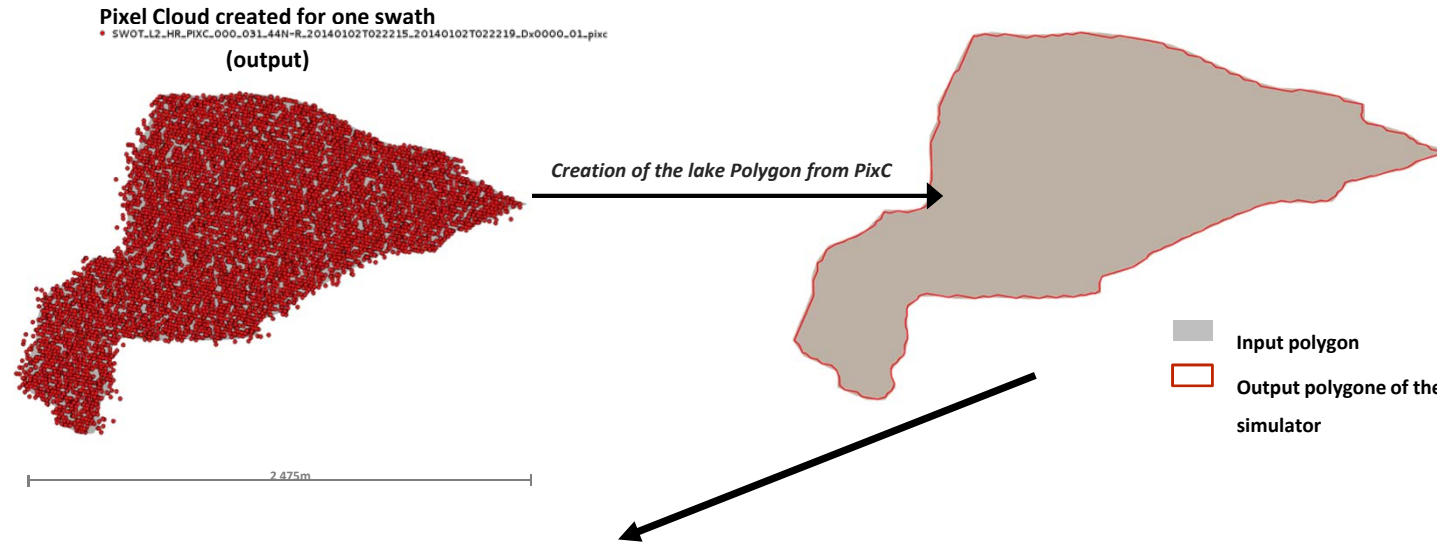 Pixel Cloud created for one swath
SWOT_L2_HR_PIXC_000_031_44N-R_20140102T022215_20140102T022219_Dx0000_01_pixc
(output)
Creation of the lake Polygon from PixC
Input polygon
Output polygone of the
simulator
2 475m